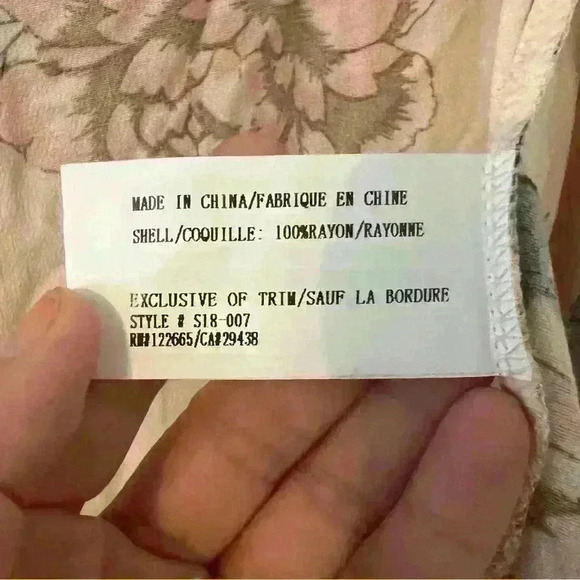 MADE IN CHINA/FABRIQUE EN CHINE
SHELL/COQUILLE: 100%RAYON/RAYONNE
EXCLUSIVE OF TRIM/SAUF LA BORDURE
STYLE # S18-007
RN#122665/CA#29438